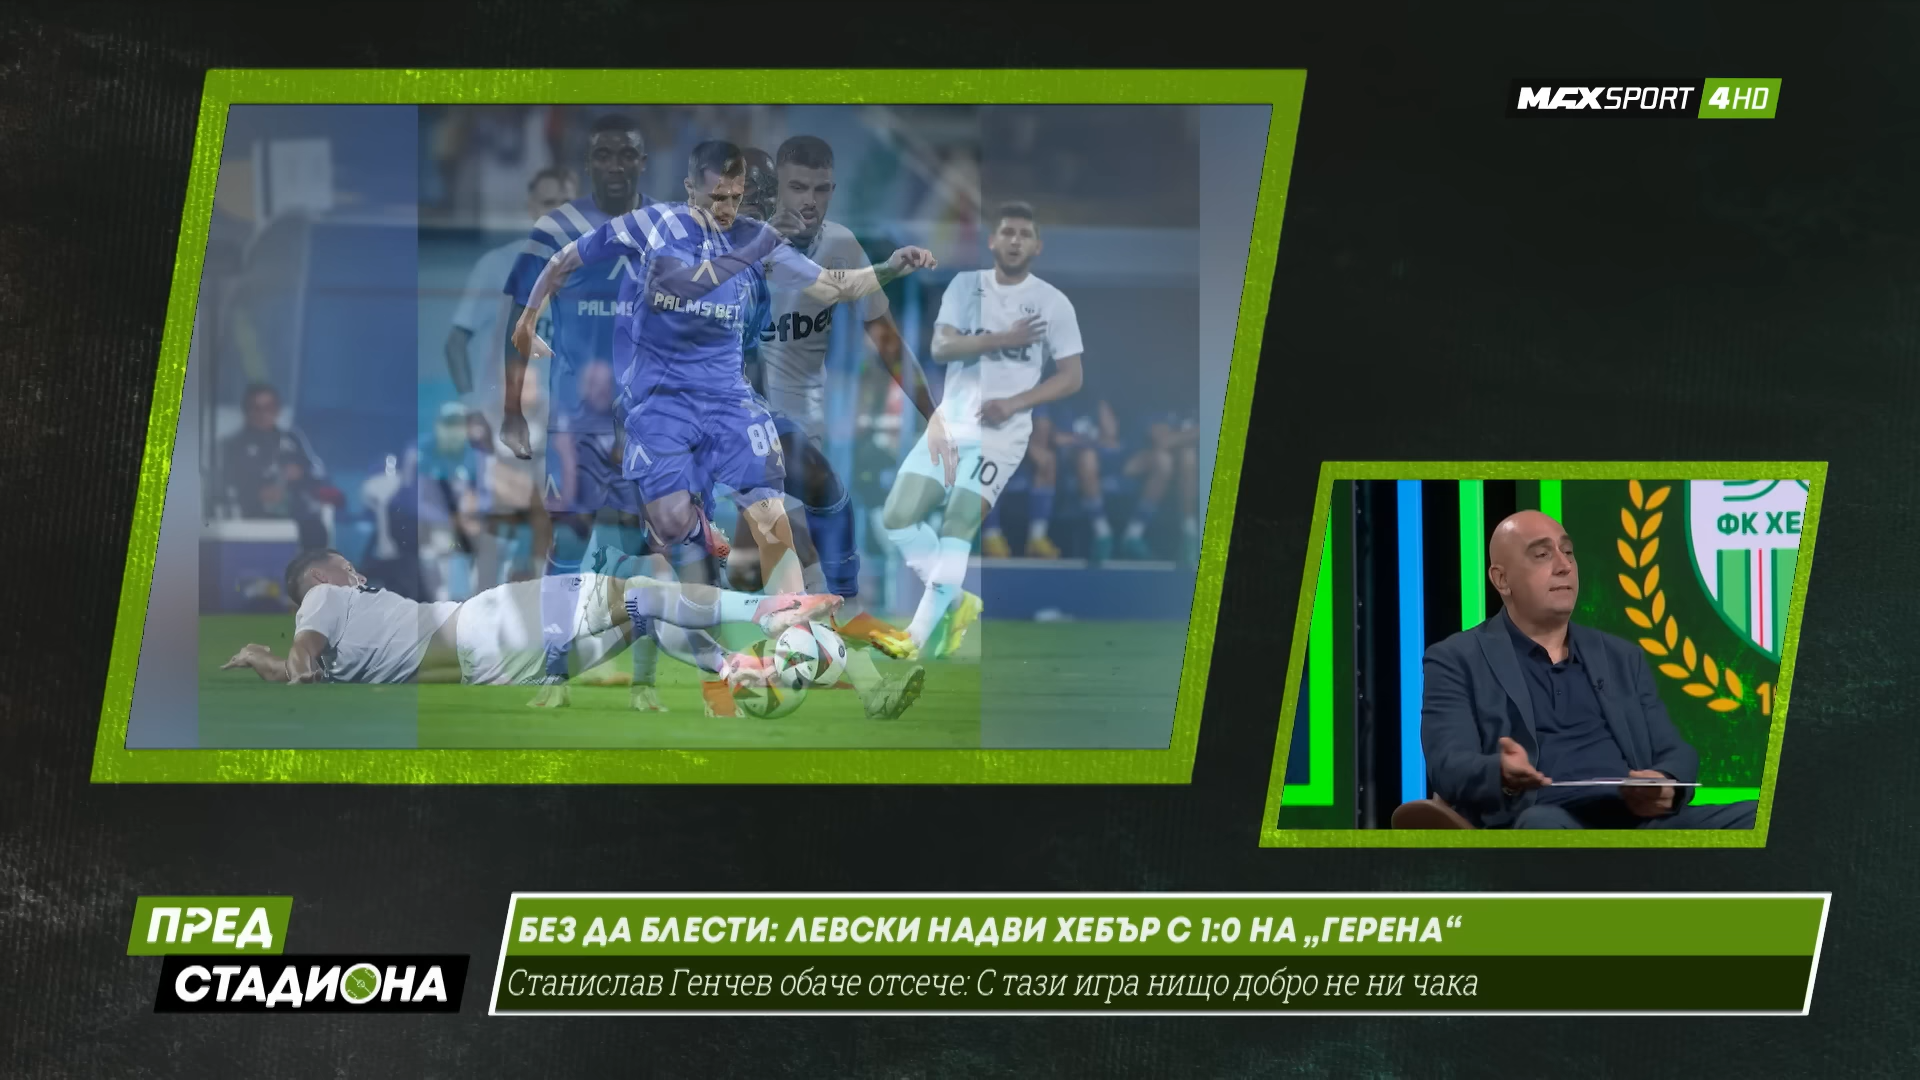 MAXSPORT 4HD
PALMS
PALMS BET
efbet
88
10
ФК ХЕ
ПРЕД
СТАДИОНА
БЕЗ ДА БЛЕСТИ: ЛЕВСКИ НАДВИ ХЕБЪР С 1:0 НА „ГЕРЕНА“
Станислав Генчев обаче отсече: С тази игра нищо добро не ни чака